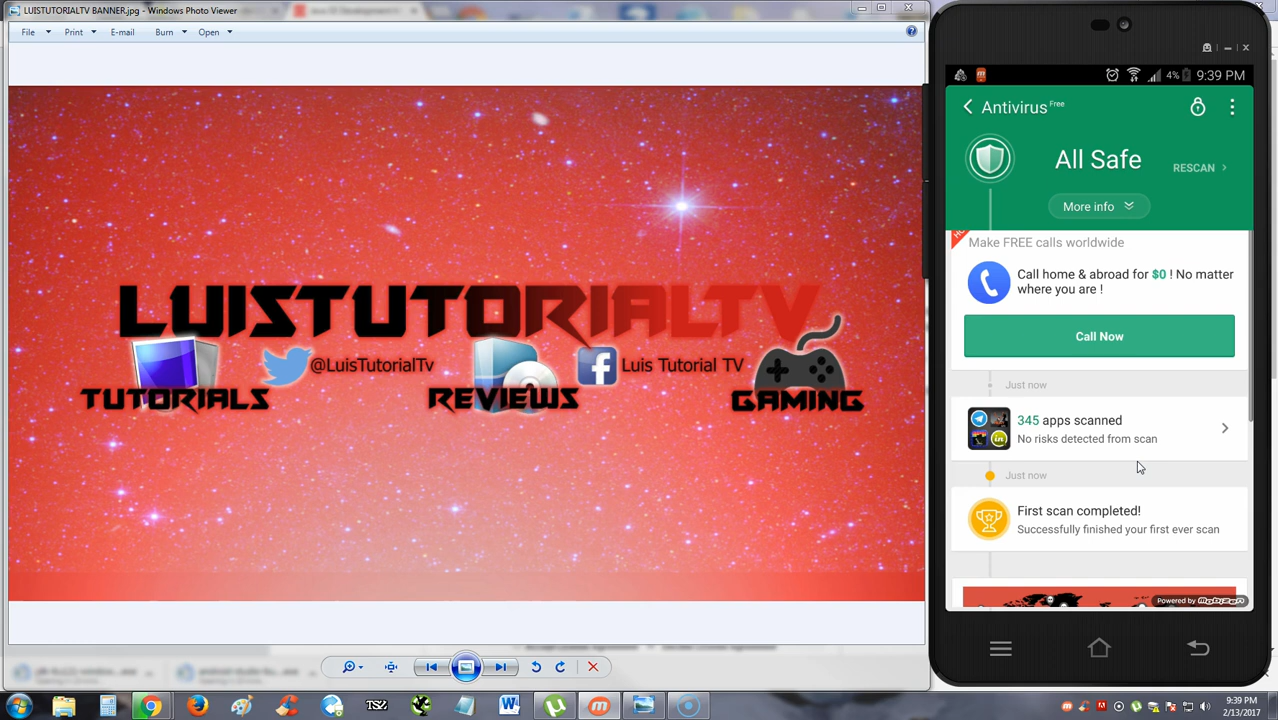 LUISTUTORIALTV BANNER.jpg - Windows Photo Viewer
File Print E-mail Burn Open
LUISTUTORIALTV
@LuisTutorialTv
Luis Tutorial TV
TUTORIALS
REVIEWS
GAMING
4% 9:39 PM
Antivirus Free
All Safe
RESCAN
More info
Make FREE calls worldwide
Call home & abroad for $0 ! No matter
where you are !
Call Now
Just now
345 apps scanned
No risks detected from scan
Just now
First scan completed!
Successfully finished your first ever scan
Powered by Mobizen
9:39 PM
2/13/2017